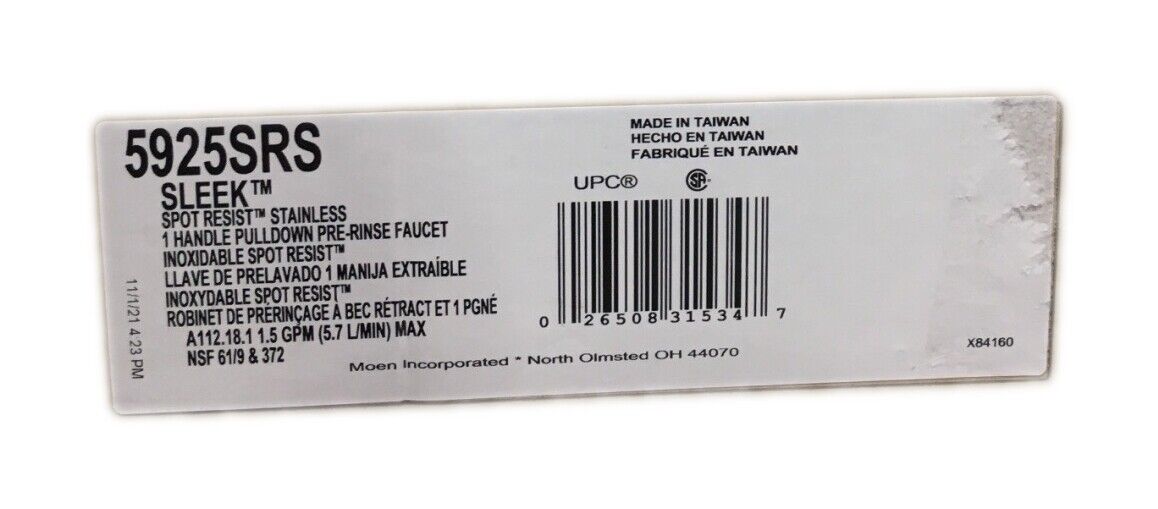 5925SRS
SLEEK™
SPOT RESIST™ STAINLESS
1 HANDLE PULLDOWN PRE-RINSE FAUCET
INOXIDABLE SPOT RESIST™
LLAVE DE PRELAVADO 1 MANIJA EXTRAÍBLE
INOXYDABLE SPOT RESIST™
ROBINET DE PRÉRINÇAGE À BEC RÉTRACT ET 1 PGNÉ
A112.18.1 1.5 GPM (5.7 L/MIN) MAX
NSF 61/9 & 372
11/1/21 4:23 PM
MADE IN TAIWAN
HECHO EN TAIWAN
FABRIQUÉ EN TAIWAN
UPC® SA
0 26508 31534 7
Moen Incorporated * North Olmsted OH 44070
X84160